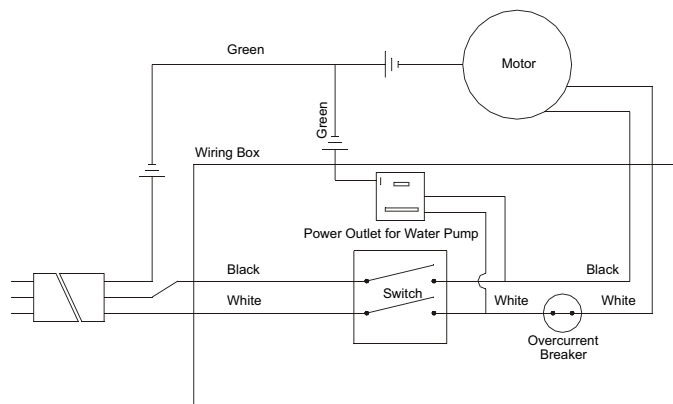 Green
Motor
Green
Wiring Box
Power Outlet for Water Pump
Black
Black
Switch
White
White
White
Overcurrent
Breaker